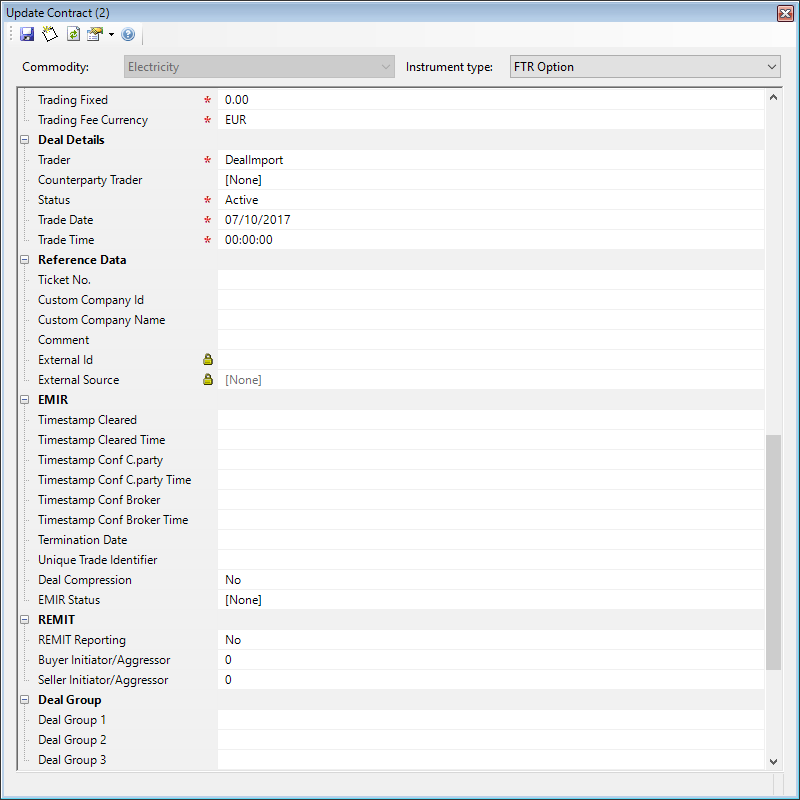 Update Contract (2)
Commodity: Electricity Instrument type: FTR Option
Trading Fixed * 0.00
Trading Fee Currency * EUR
Deal Details
Trader * DealImport
Counterparty Trader [None]
Status * Active
Trade Date * 07/10/2017
Trade Time * 00:00:00
Reference Data
Ticket No.
Custom Company Id
Custom Company Name
Comment
External Id
External Source [None]
EMIR
Timestamp Cleared
Timestamp Cleared Time
Timestamp Conf C.party
Timestamp Conf C.party Time
Timestamp Conf Broker
Timestamp Conf Broker Time
Termination Date
Unique Trade Identifier
Deal Compression No
EMIR Status [None]
REMIT
REMIT Reporting No
Buyer Initiator/Aggressor 0
Seller Initiator/Aggressor 0
Deal Group
Deal Group 1
Deal Group 2
Deal Group 3